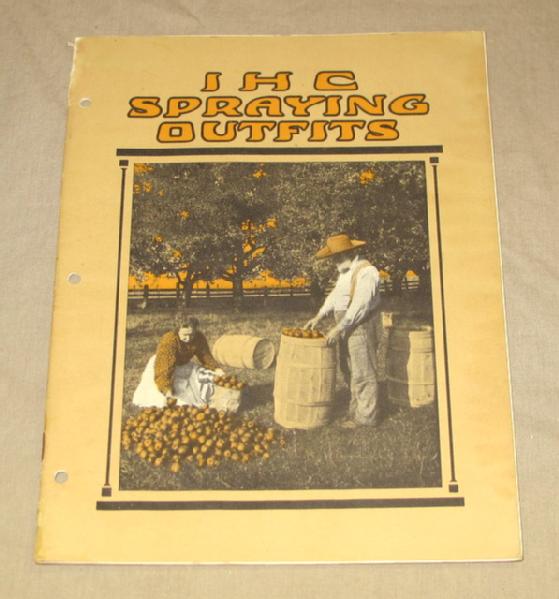 I H C
SPRAYING
OUTFITS